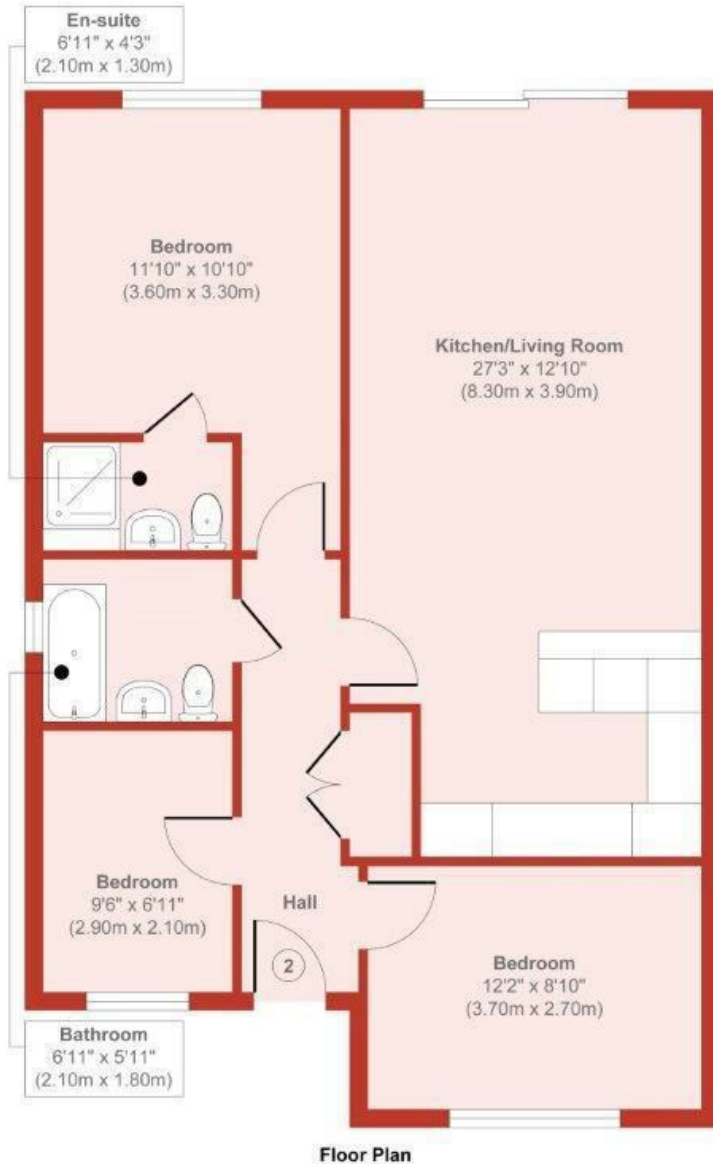 En-suite
6'11" x 4'3"
(2.10m x 1.30m)
Bedroom
11'10" x 10'10"
(3.60m x 3.30m)
Kitchen/Living Room
27'3" x 12'10"
(8.30m x 3.90m)
Bedroom
9'6" x 6'11"
(2.90m x 2.10m)
Hall
2
Bedroom
12'2" x 8'10"
(3.70m x 2.70m)
Bathroom
6'11" x 5'11"
(2.10m x 1.80m)
Floor Plan